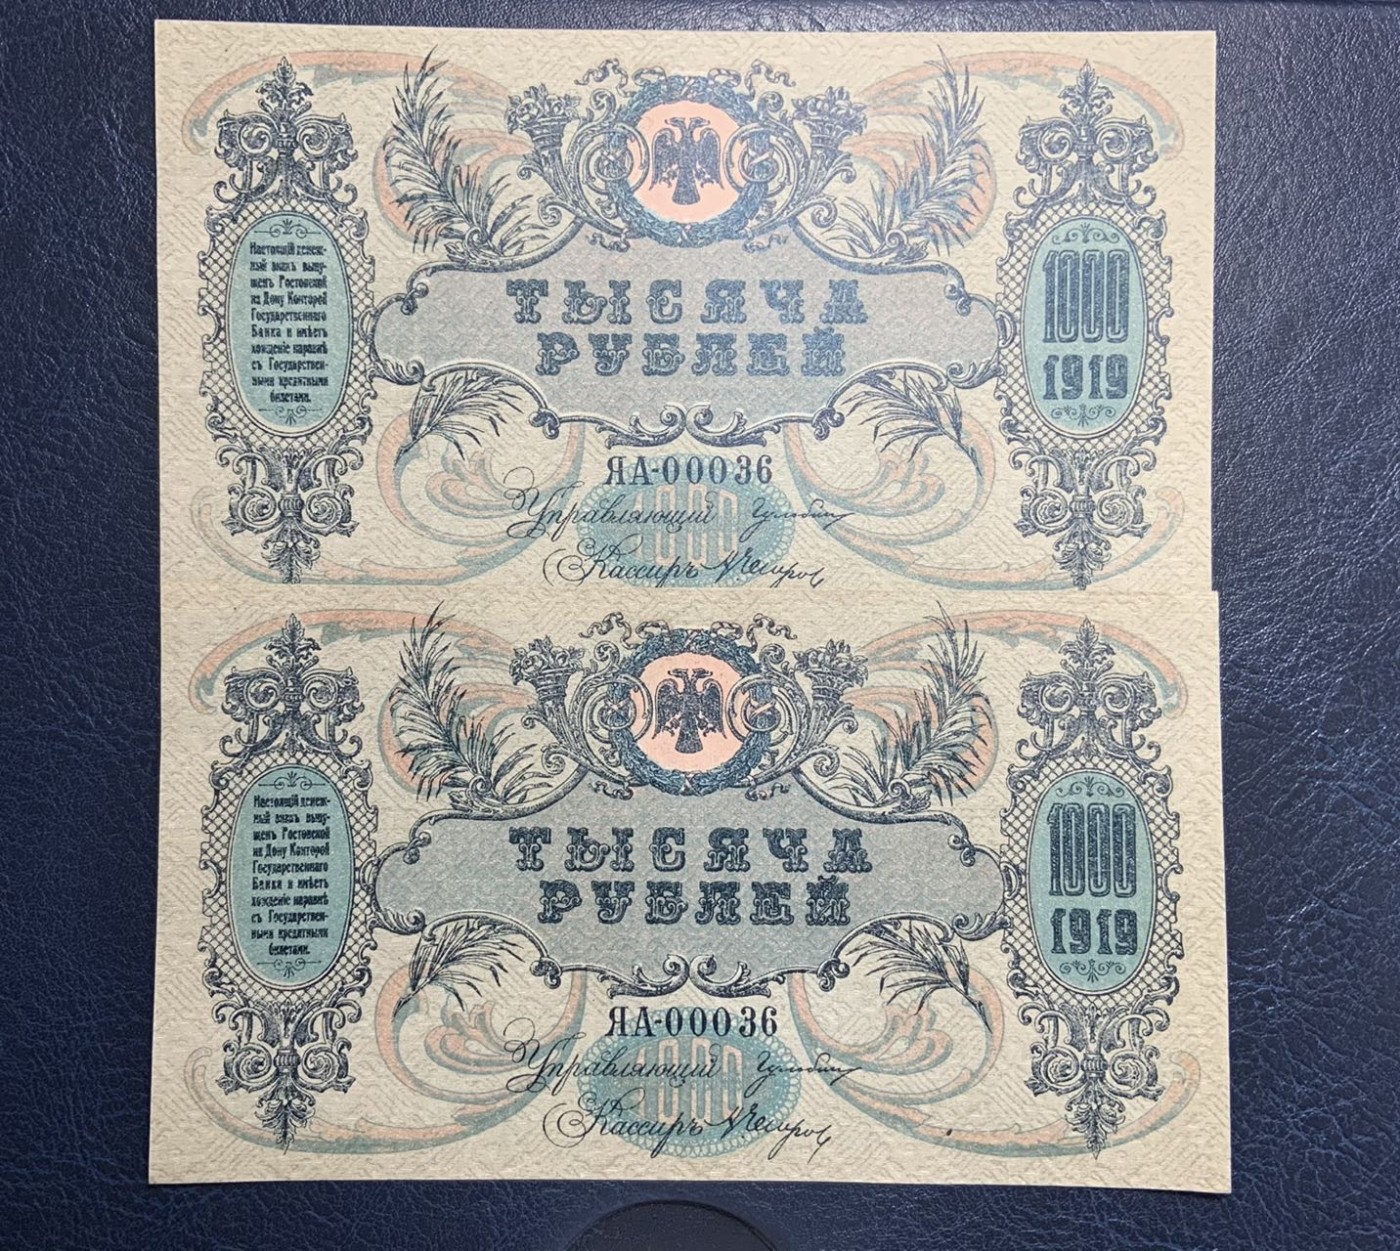 Настоящій денеж-
ный знакъ выпу-
щенъ Ростовской
на Дону Конторой
Государственнаго
Банка и имѣетъ
хожденіе наравнѣ
съ Государствен-
ными кредитными
билетами.
ТЫСЯЧА
РУБЛЕЙ
1000
1919
ЯА-00036
1000
Управляющій
Кассиръ
Настоящій денеж-
ный знакъ выпу-
щенъ Ростовской
на Дону Конторой
Государственнаго
Банка и имѣетъ
хожденіе наравнѣ
съ Государствен-
ными кредитными
билетами.
ТЫСЯЧА
РУБЛЕЙ
1000
1919
ЯА-00036
1000
Управляющій
Кассиръ